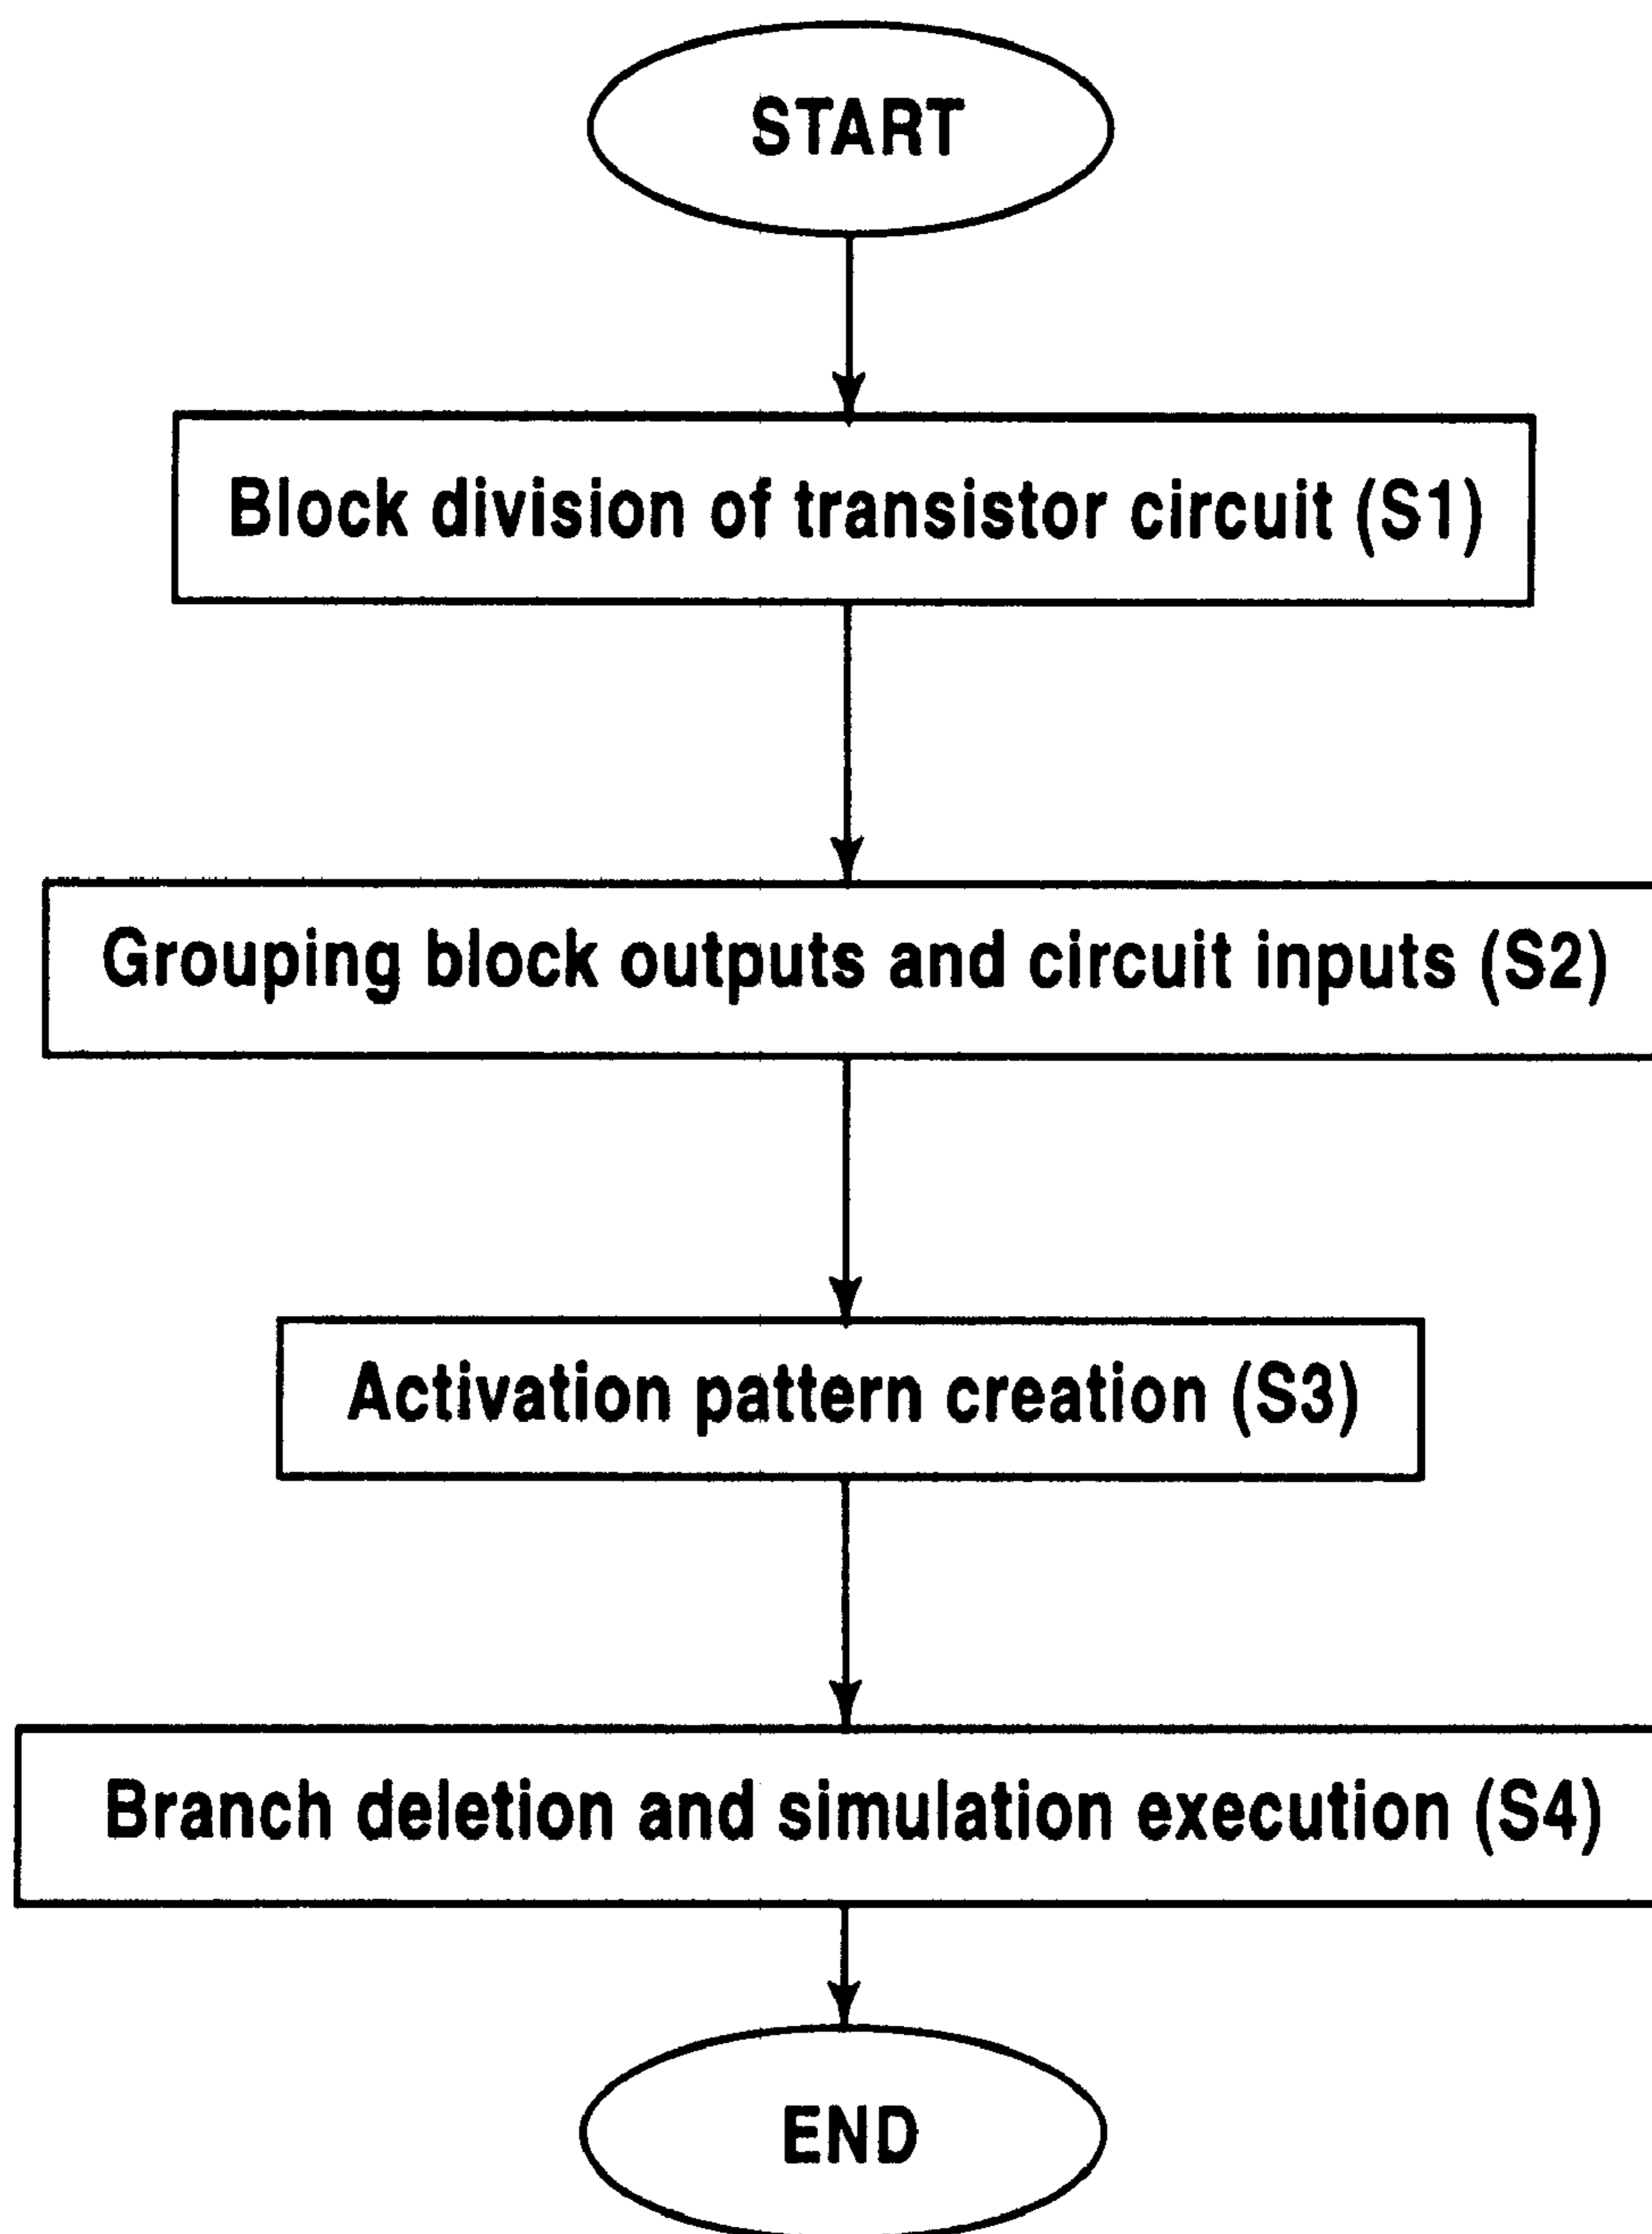 START
Block division of transistor circuit (S1)
Grouping block outputs and circuit inputs (S2)
Activation pattern creation (S3)
Branch deletion and simulation execution (S4)
END